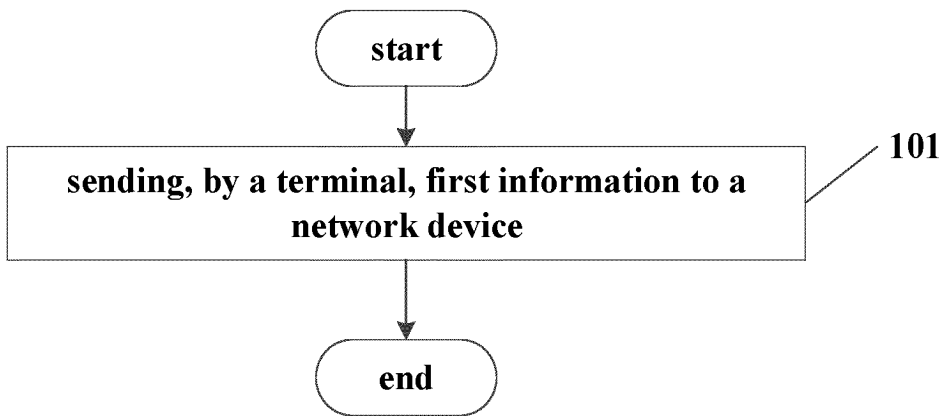 start
101
sending, by a terminal, first information to a
network device
end